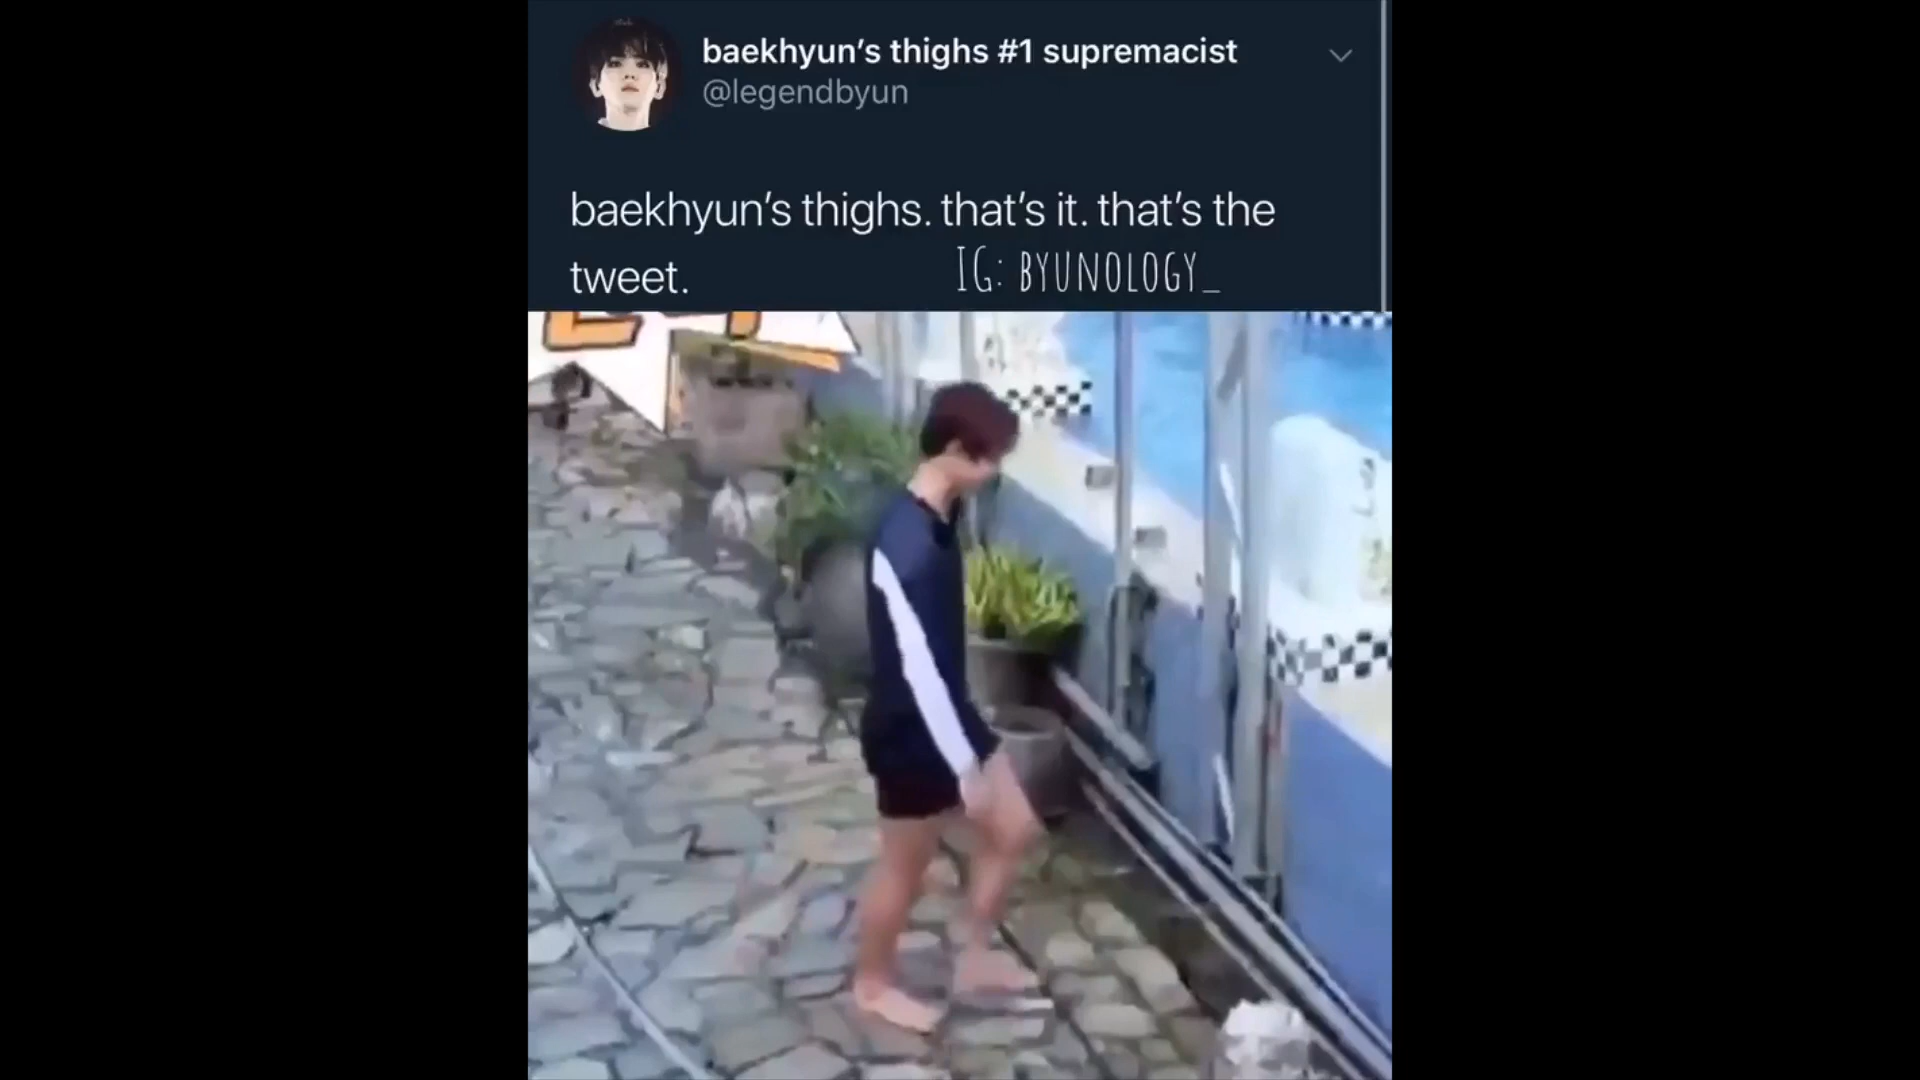 baekhyun's thighs #1 supremacist
@legendbyun
baekhyun's thighs. that's it. that's the
tweet.
IG: BYUNOLOGY_